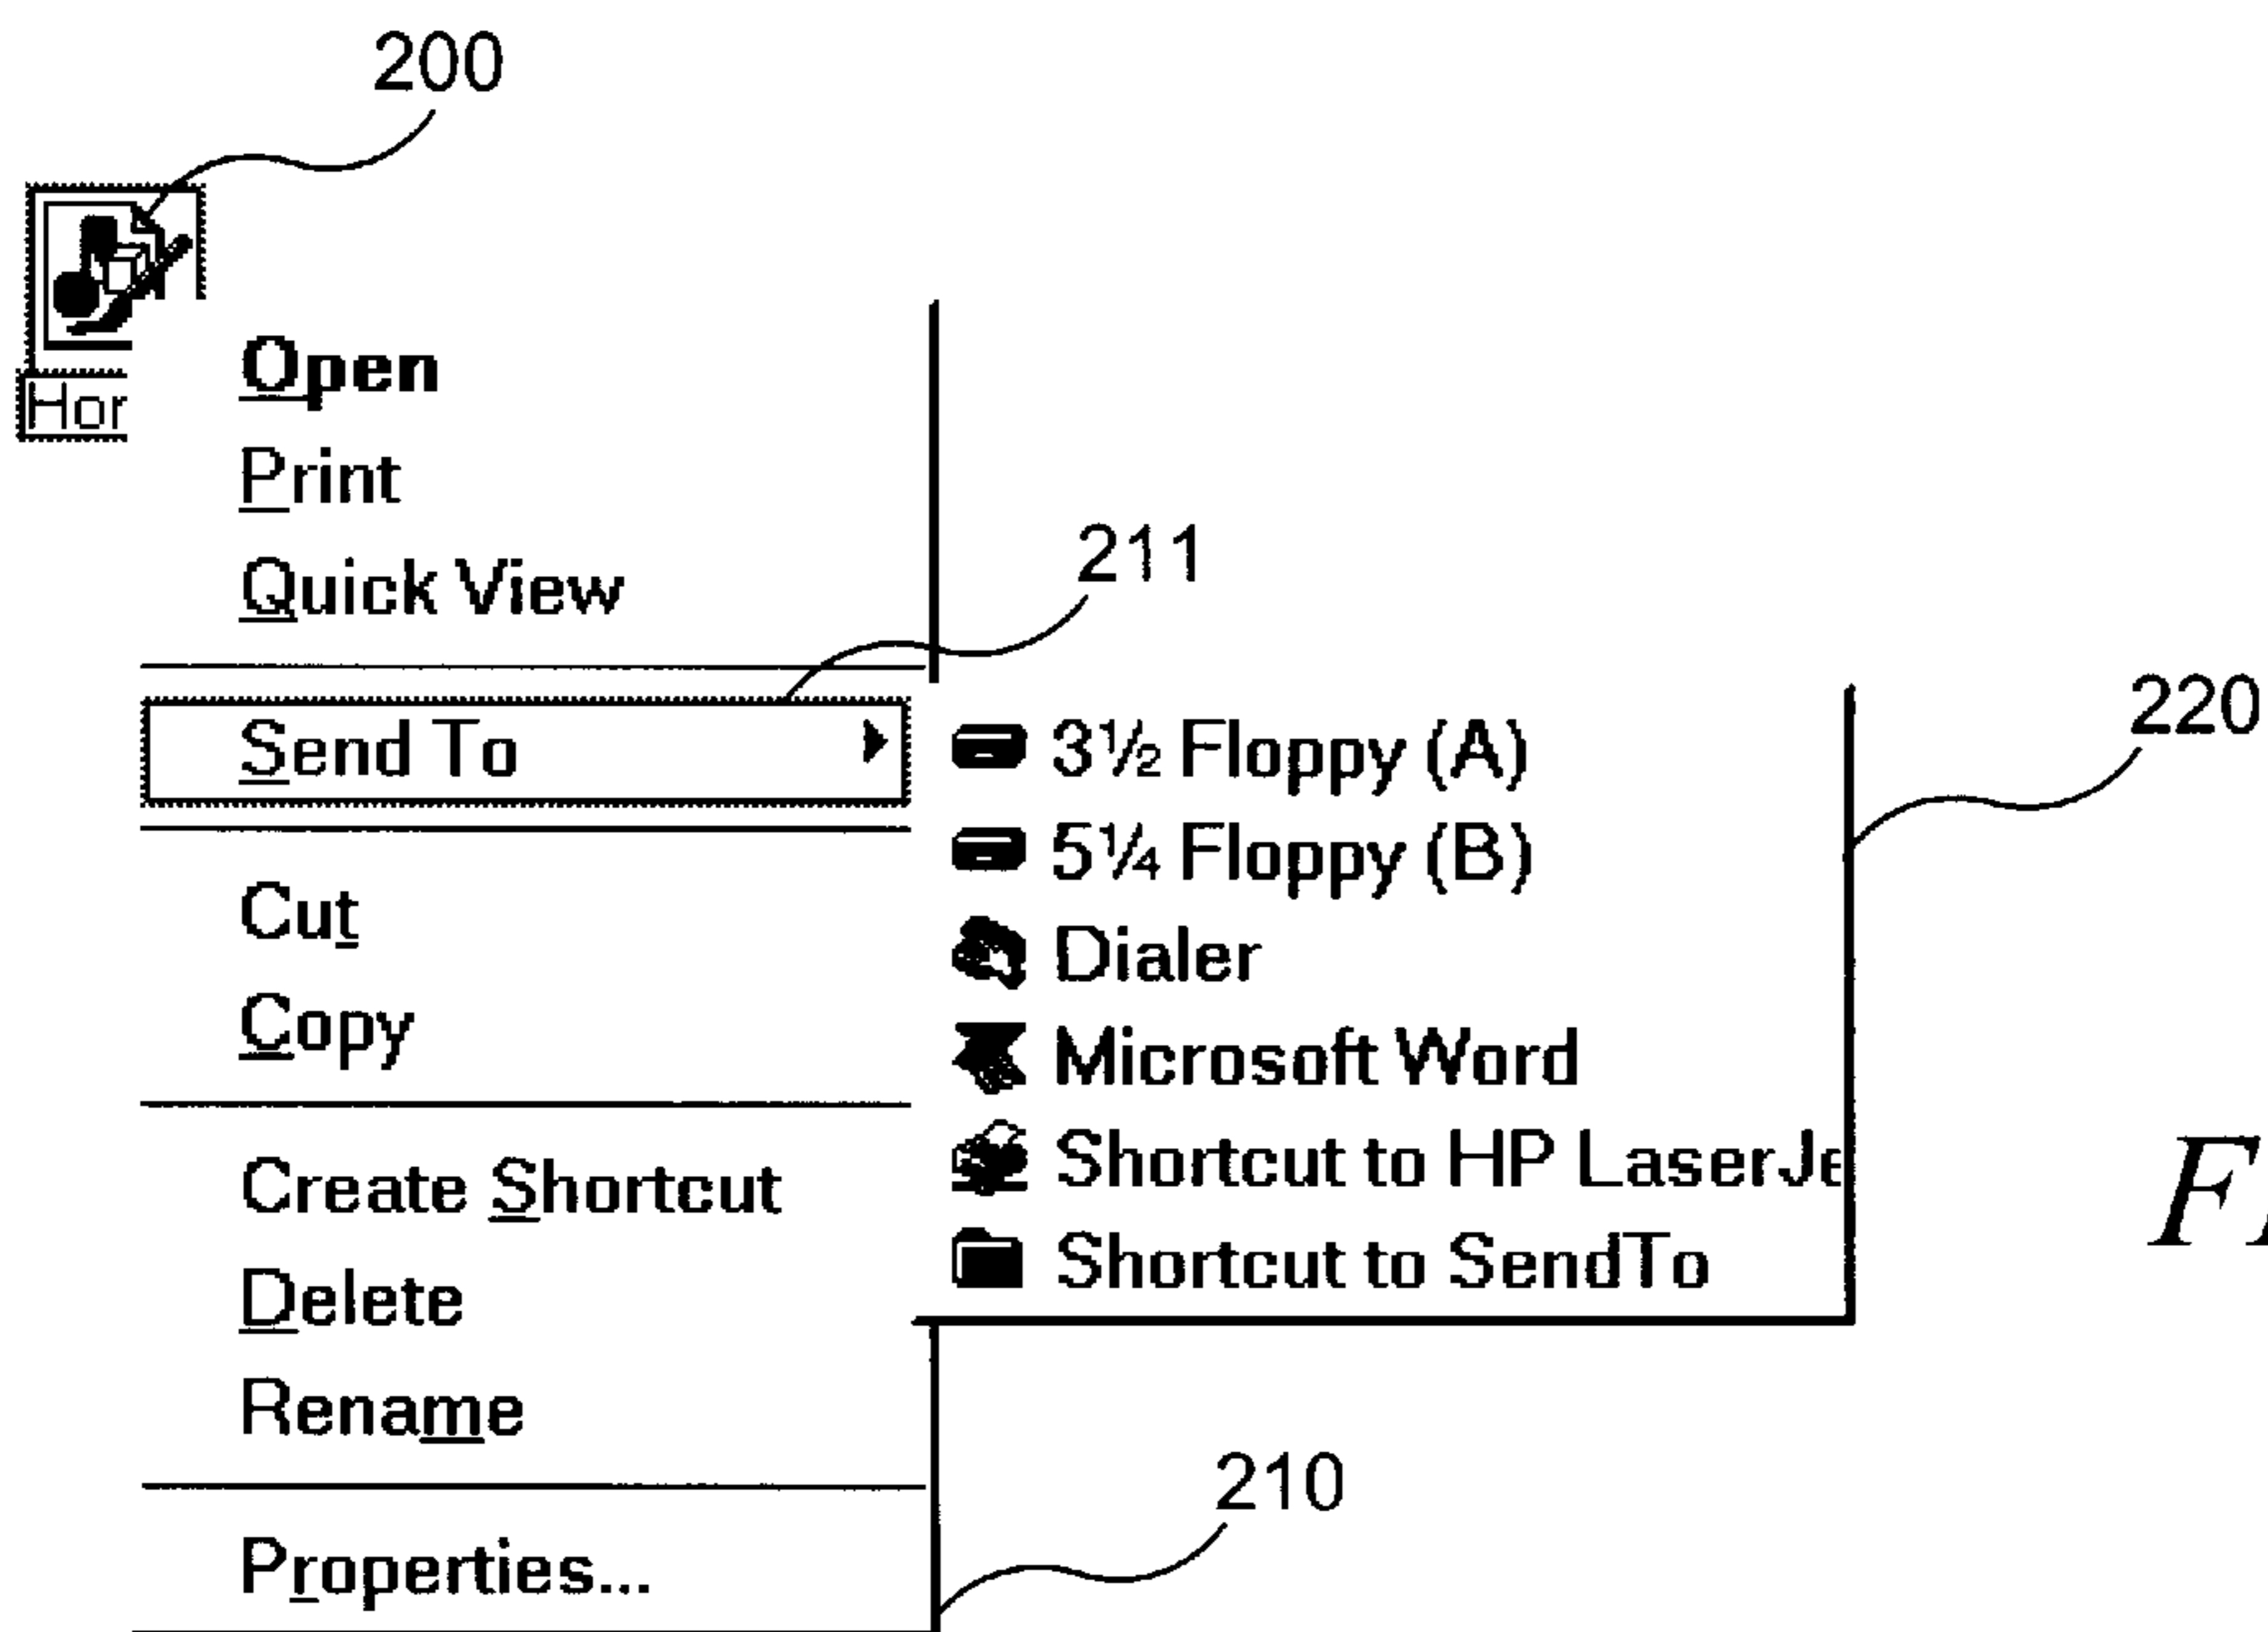 200
Hor
Open
Print
Quick View
211
Send To
220
3½ Floppy (A)
5¼ Floppy (B)
Dialer
Microsoft Word
Shortcut to HP LaserJe
Shortcut to SendTo
Cut
Copy
Create Shortcut
Delete
Rename
Properties...
210